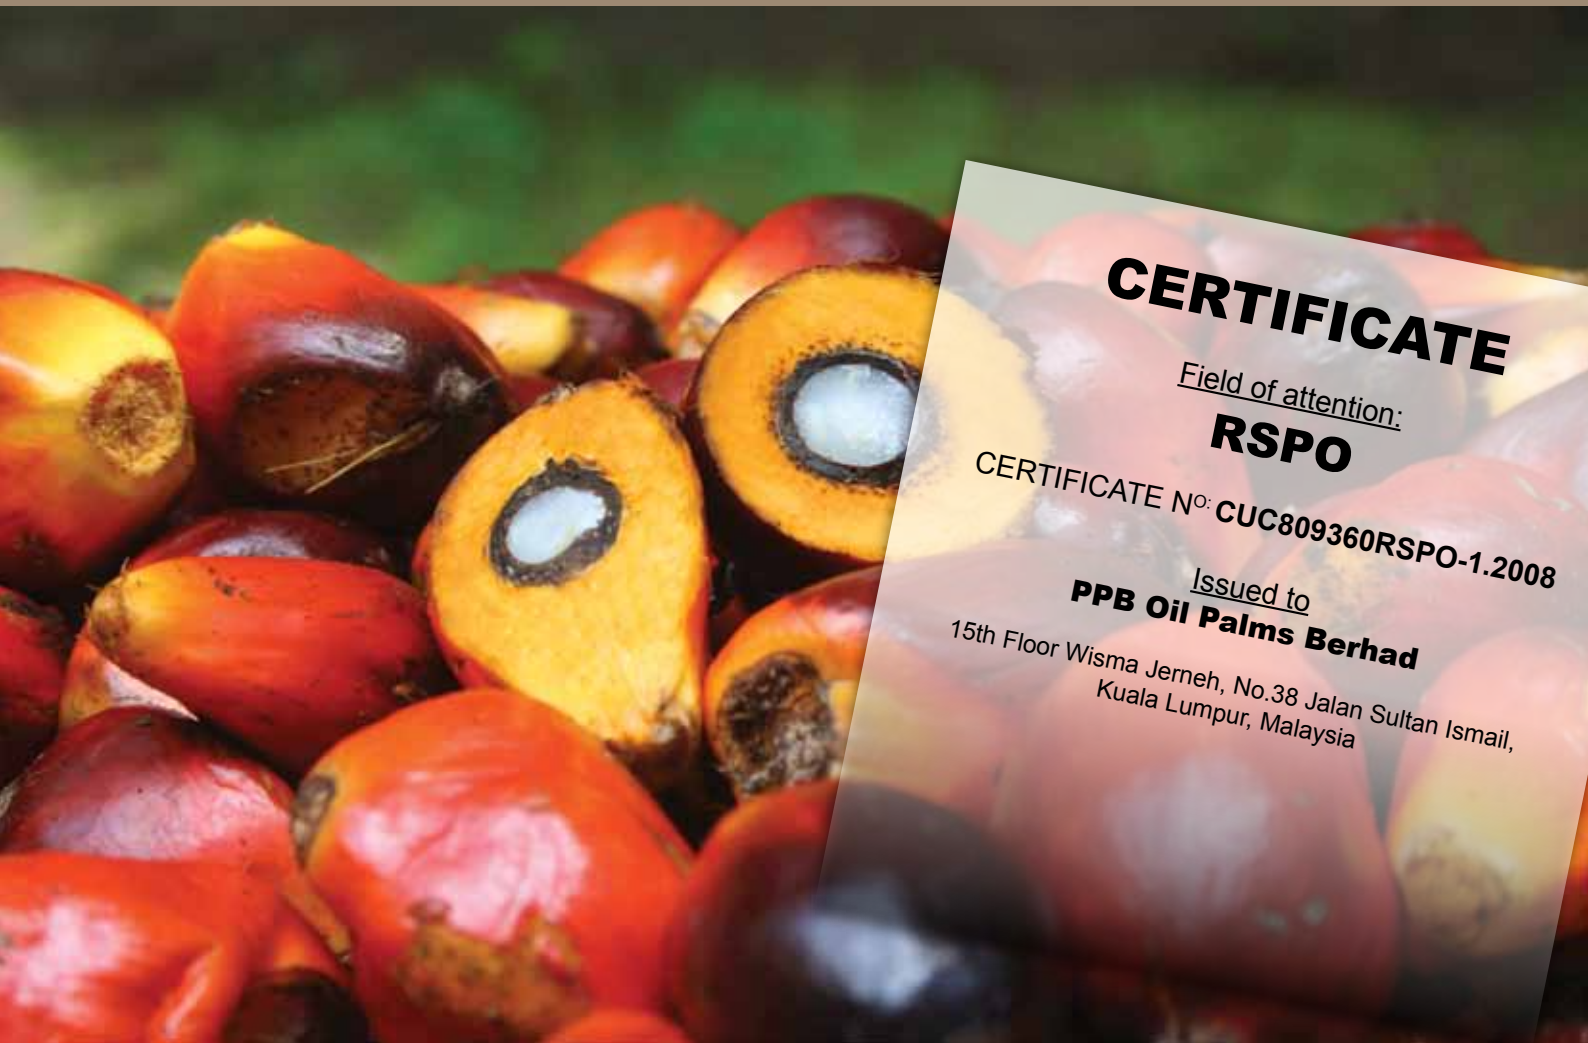 CERTIFICATE
Field of attention:
RSPO
CERTIFICATE Nº: CUC809360RSPO-1.2008
Issued to
PPB Oil Palms Berhad
15th Floor Wisma Jerneh, No.38 Jalan Sultan Ismail,
Kuala Lumpur, Malaysia